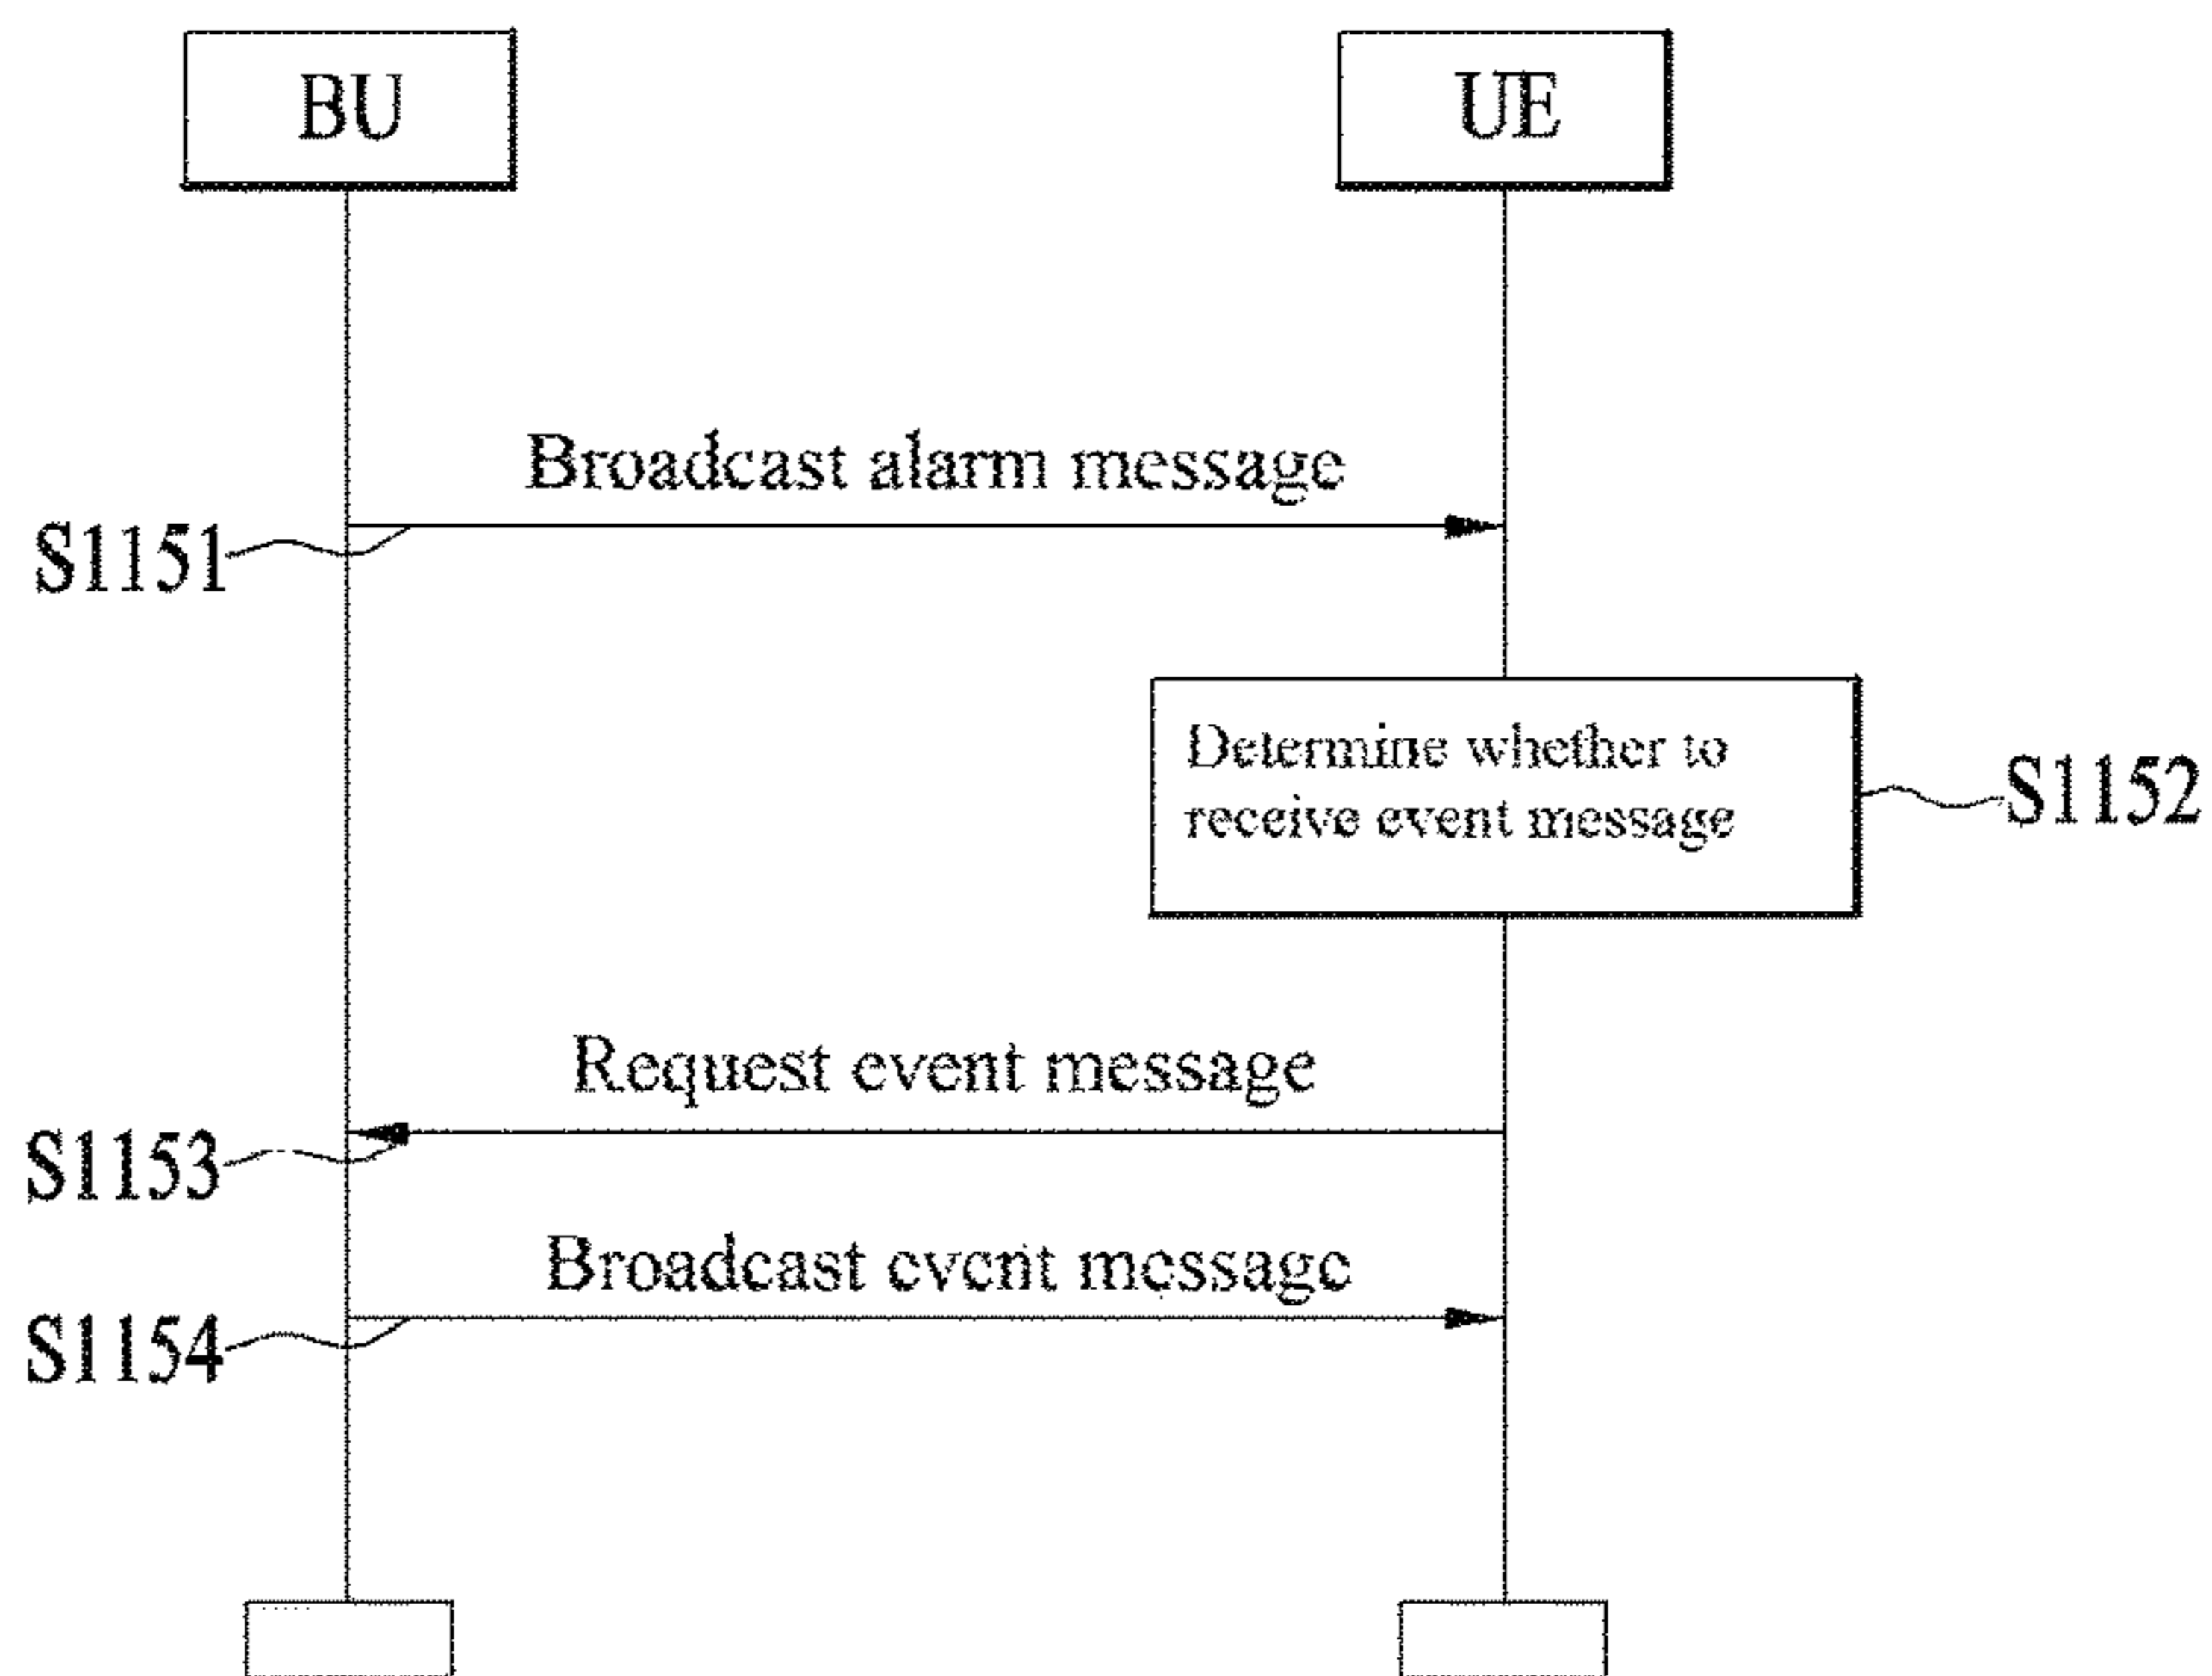 BU
UE
Broadcast alarm message
S1151
Determine whether to
receive event message
S1152
Request event message
S1153
Broadcast event message
S1154